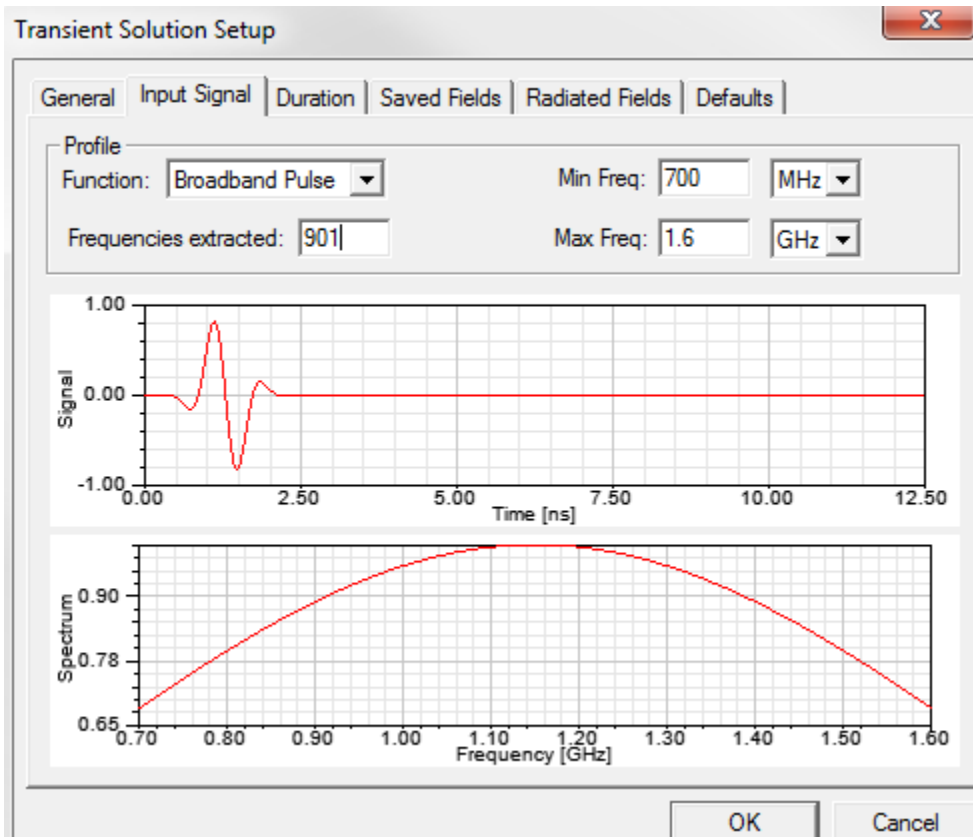 Transient Solution Setup
General Input Signal Duration Saved Fields Radiated Fields Defaults
Profile
Function: Broadband Pulse Min Freq: 700 MHz
Frequencies extracted: 901 Max Freq: 1.6 GHz
1.00
0.00
-1.00
Signal
0.00 2.50 5.00 7.50 10.00 12.50
Time [ns]
0.90
0.78
0.65
Spectrum
0.70 0.80 0.90 1.00 1.10 1.20 1.30 1.40 1.50 1.60
Frequency [GHz]
OK Cancel